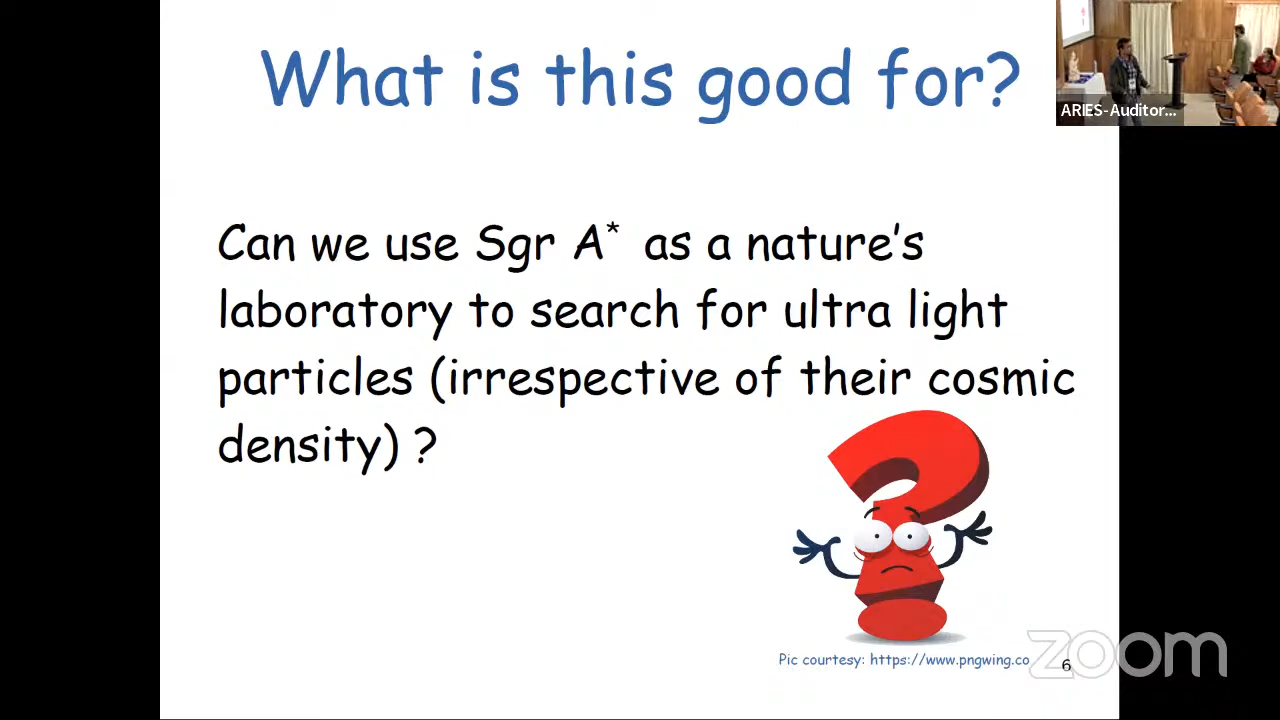 What is this good for?
ARIES-Auditor...
Can we use Sgr A* as a nature's
laboratory to search for ultra light
particles (irrespective of their cosmic
density) ?
Pic courtesy: https://www.pngwing.co
6
zoom